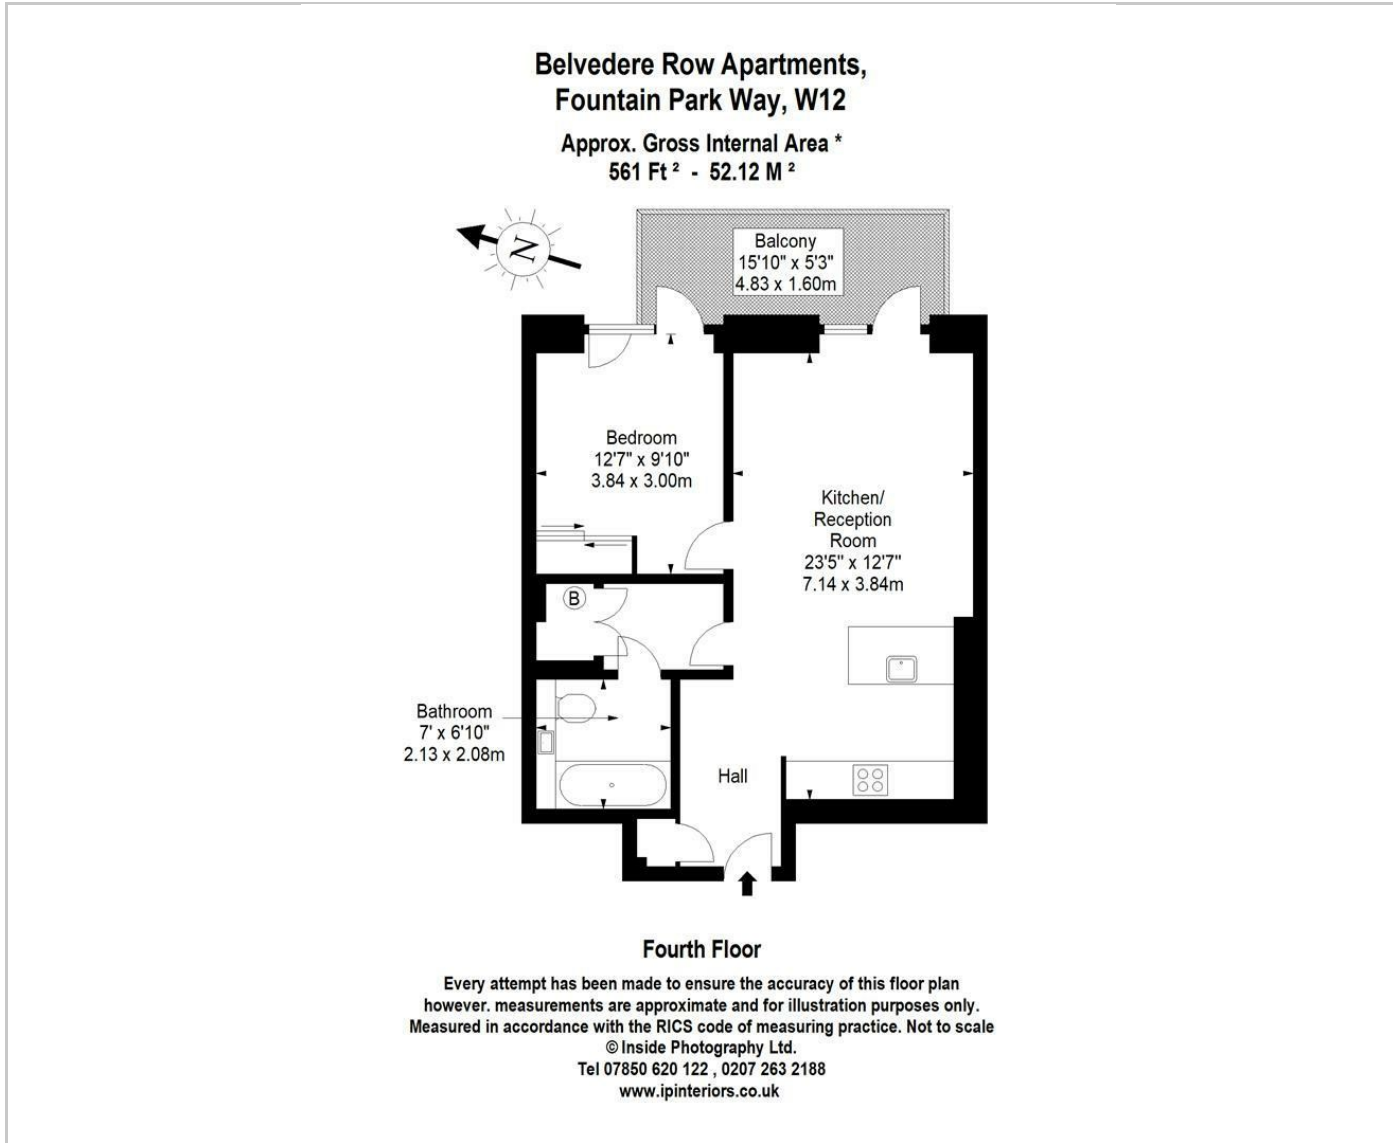 Belvedere Row Apartments,
Fountain Park Way, W12
Approx. Gross Internal Area *
561 Ft ² - 52.12 M ²
N
Balcony
15'10" x 5'3"
4.83 x 1.60m
Bedroom
12'7" x 9'10"
3.84 x 3.00m
Kitchen/
Reception
Room
23'5" x 12'7"
7.14 x 3.84m
B
Bathroom
7' x 6'10"
2.13 x 2.08m
Hall
Fourth Floor
Every attempt has been made to ensure the accuracy of this floor plan
however. measurements are approximate and for illustration purposes only.
Measured in accordance with the RICS code of measuring practice. Not to scale
© Inside Photography Ltd.
Tel 07850 620 122 , 0207 263 2188
www.ipinteriors.co.uk